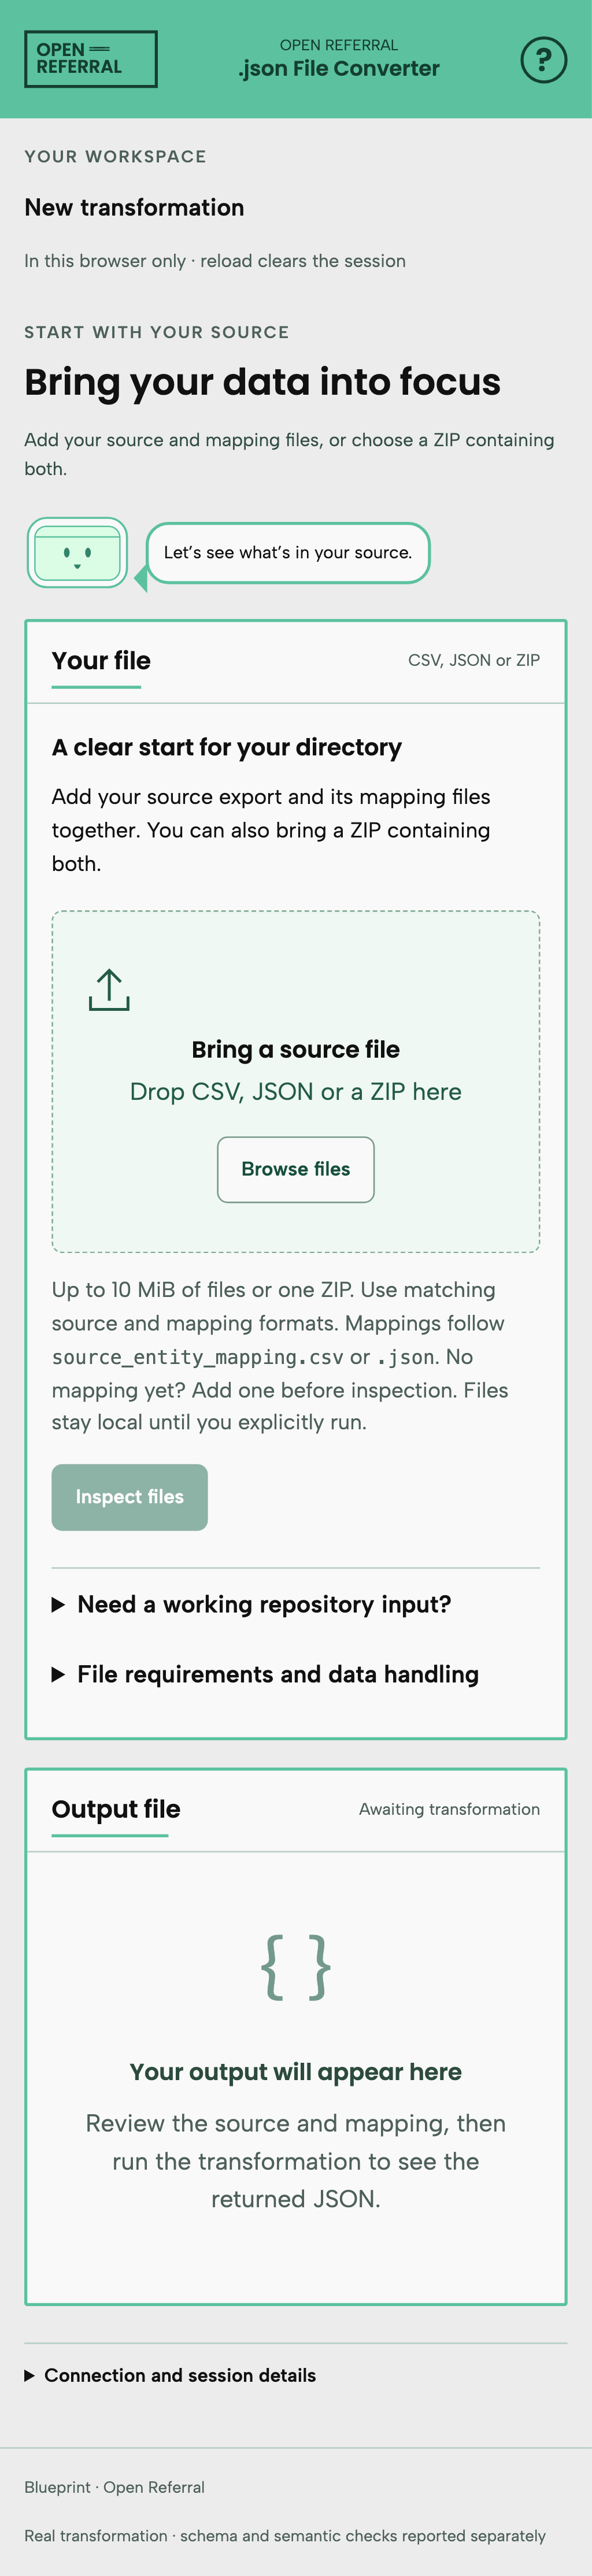 OPEN
REFERRAL
OPEN REFERRAL
.json File Converter
?
YOUR WORKSPACE
New transformation
In this browser only · reload clears the session
START WITH YOUR SOURCE
Bring your data into focus
Add your source and mapping files, or choose a ZIP containing
both.
Let's see what's in your source.
Your file
CSV, JSON or ZIP
A clear start for your directory
Add your source export and its mapping files
together. You can also bring a ZIP containing
both.
Bring a source file
Drop CSV, JSON or a ZIP here
Browse files
Up to 10 MiB of files or one ZIP. Use matching
source and mapping formats. Mappings follow
source_entity_mapping.csv or .json. No
mapping yet? Add one before inspection. Files
stay local until you explicitly run.
Inspect files
Need a working repository input?
File requirements and data handling
Output file
Awaiting transformation
{ }
Your output will appear here
Review the source and mapping, then
run the transformation to see the
returned JSON.
Connection and session details
Blueprint · Open Referral
Real transformation · schema and semantic checks reported separately